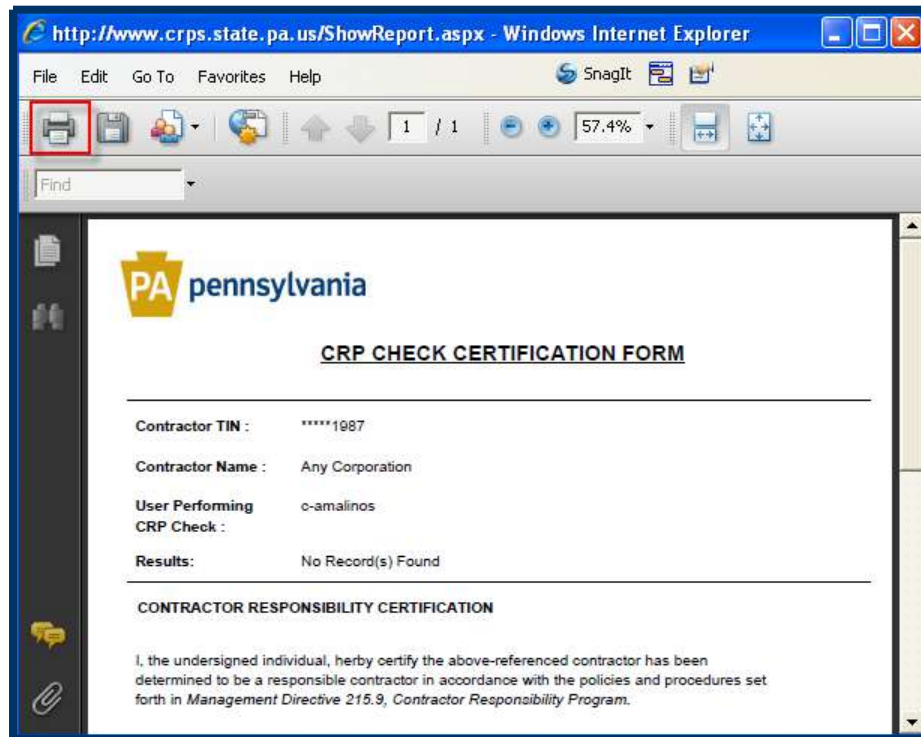 http://www.crps.state.pa.us/ShowReport.aspx - Windows Internet Explorer
File Edit Go To Favorites Help SnagIt
1 / 1 57.4%
Find
PA pennsylvania
CRP CHECK CERTIFICATION FORM
Contractor TIN : *****1987
Contractor Name : Any Corporation
User Performing c-amalinos
CRP Check :
Results: No Record(s) Found
CONTRACTOR RESPONSIBILITY CERTIFICATION
I, the undersigned individual, herby certify the above-referenced contractor has been
determined to be a responsible contractor in accordance with the policies and procedures set
forth in Management Directive 215.9, Contractor Responsibility Program.